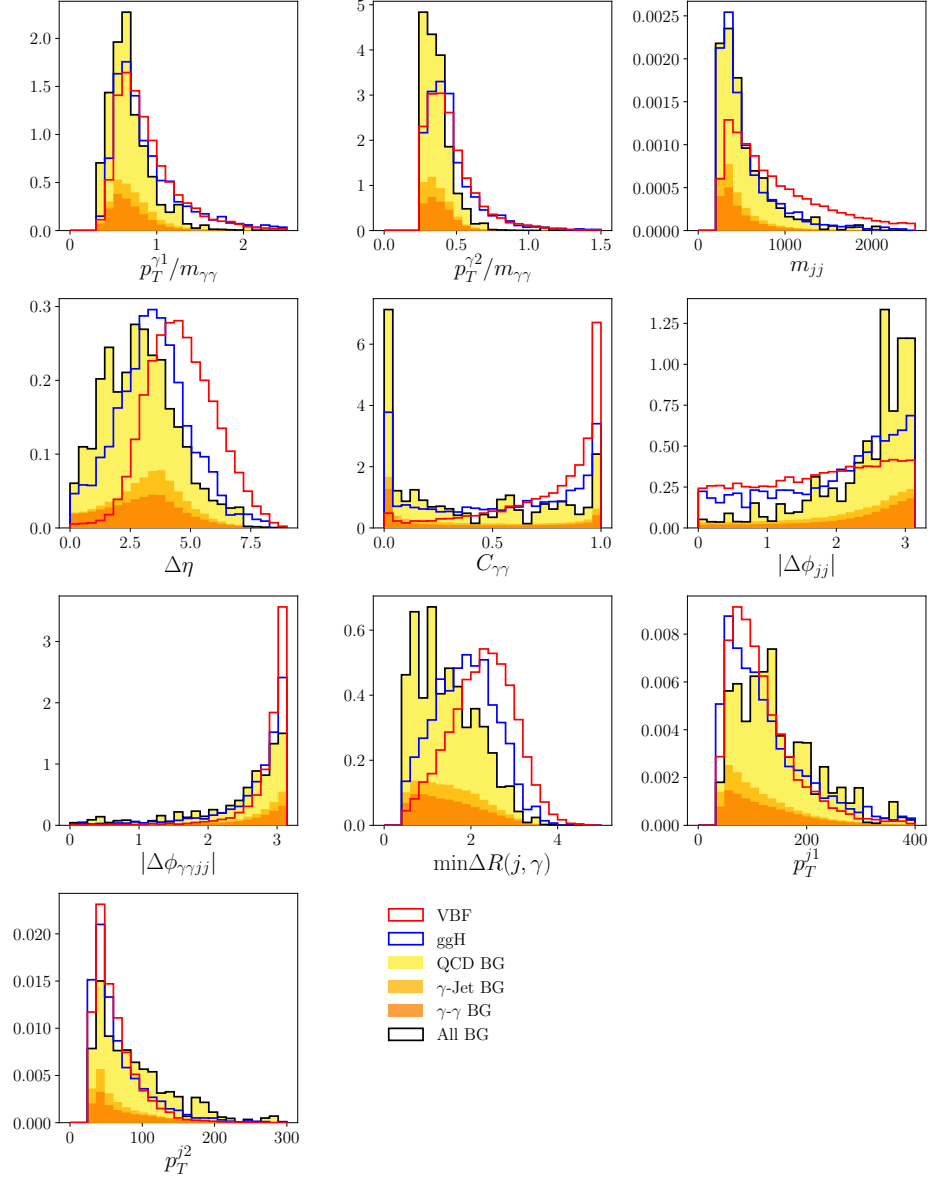 2.0
1.5
1.0
0.5
0.0
0 1 2
p_T^{γ1}/m_{γγ}
5
4
3
2
1
0
0.0 0.5 1.0 1.5
p_T^{γ2}/m_{γγ}
0.0025
0.0020
0.0015
0.0010
0.0005
0.0000
0 1000 2000
m_{jj}
0.3
0.2
0.1
0.0
0.0 2.5 5.0 7.5
Δη
6
4
2
0
0.0 0.5 1.0
C_{γγ}
1.25
1.00
0.75
0.50
0.25
0.00
0 1 2 3
|Δϕ_{jj}|
3
2
1
0
0 1 2 3
|Δϕ_{γγjj}|
0.6
0.4
0.2
0.0
0 2 4
minΔR(j, γ)
0.008
0.006
0.004
0.002
0.000
0 200 400
p_T^{j1}
0.020
0.015
0.010
0.005
0.000
0 100 200 300
p_T^{j2}
VBF
ggH
QCD BG
γ-Jet BG
γ-γ BG
All BG